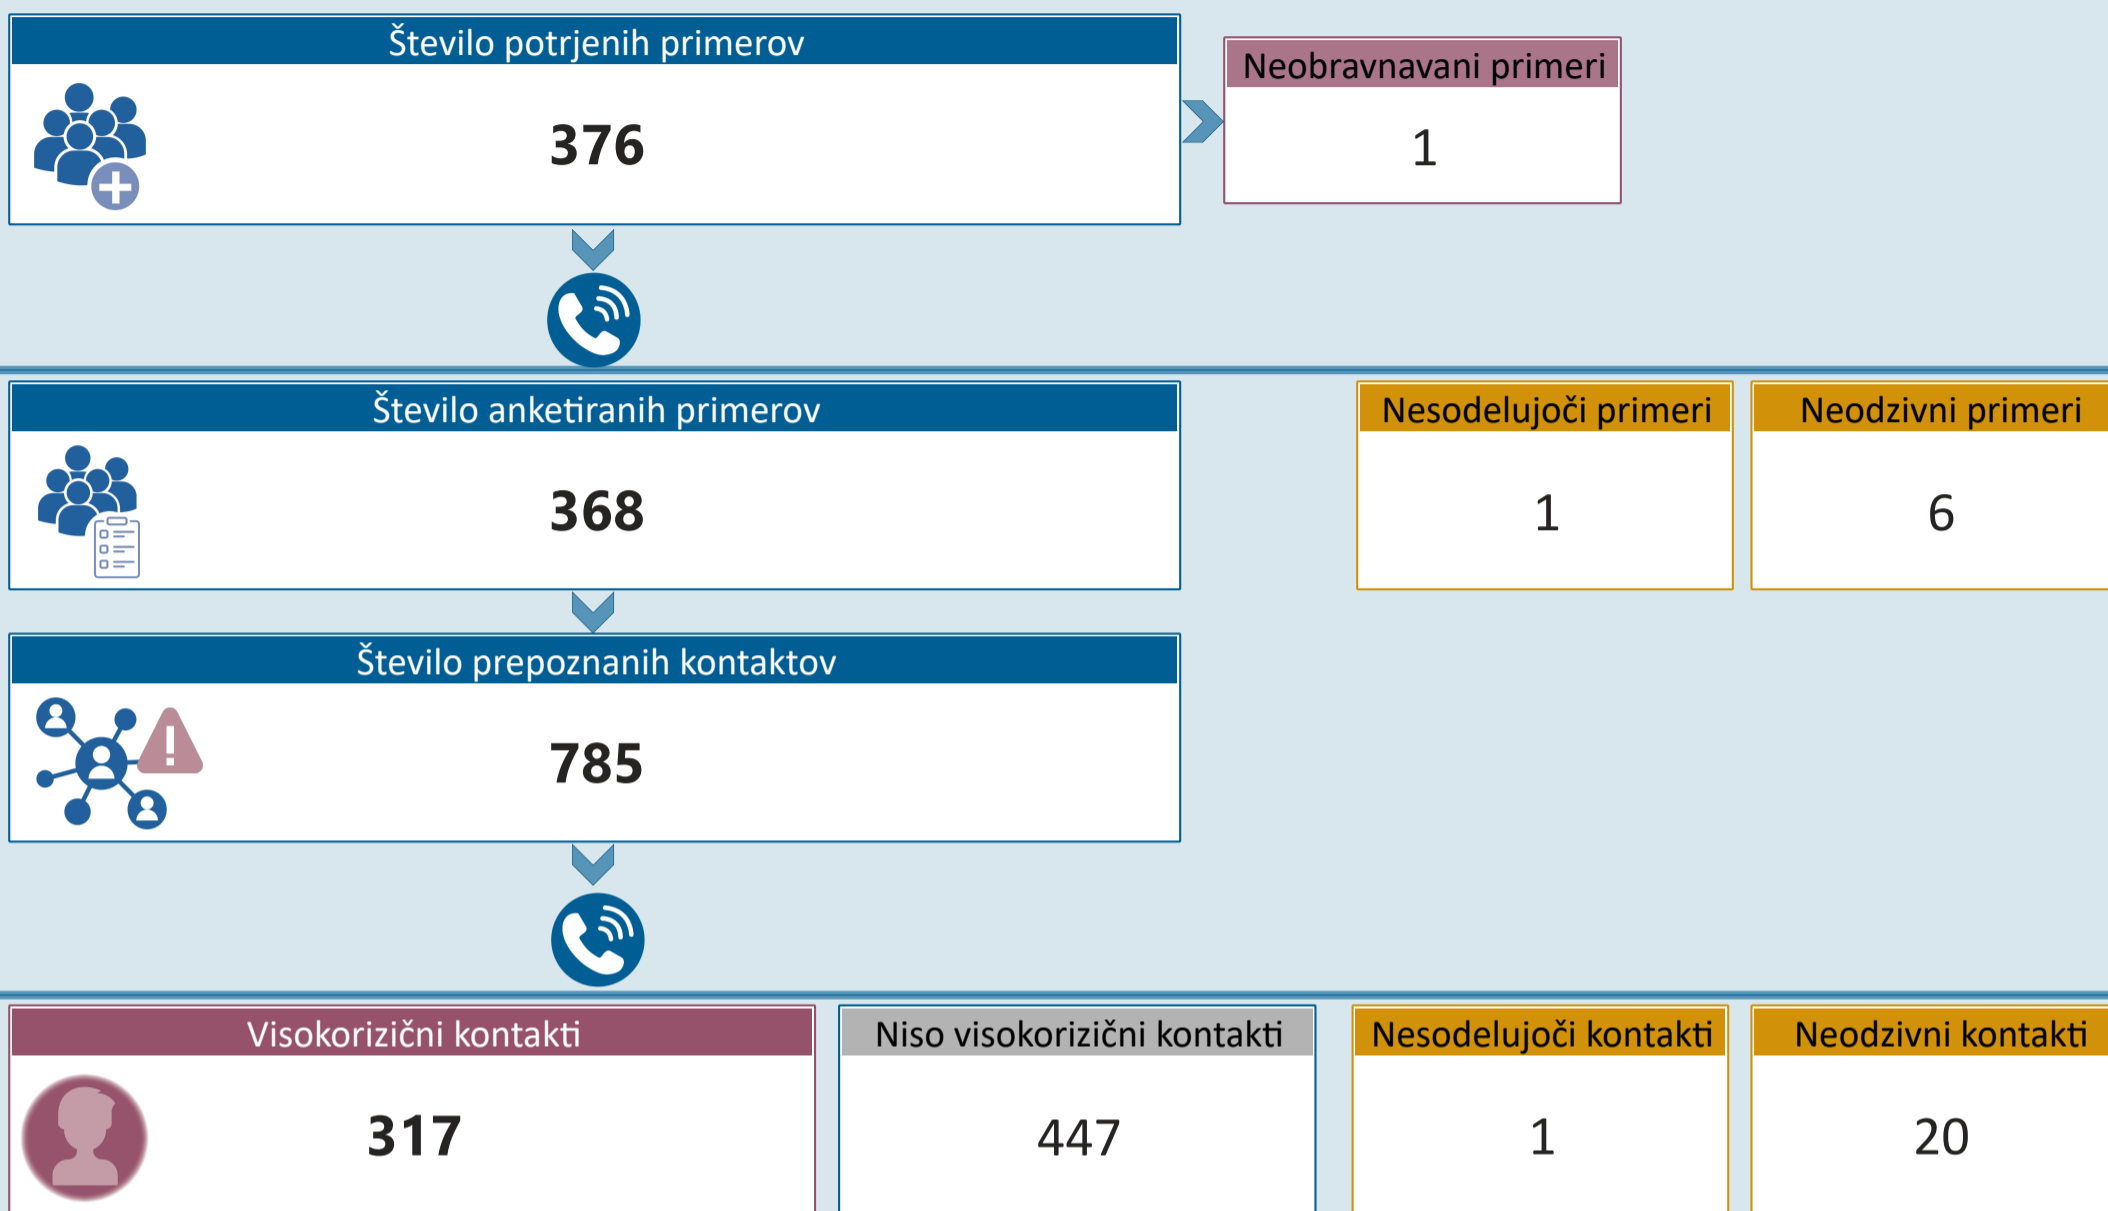 Število potrjenih primerov
376
Neobravnavani primeri
1
Število anketiranih primerov
368
Nesodelujoči primeri
1
Neodzivni primeri
6
Število prepoznanih kontaktov
785
Visokorizični kontakti
317
Niso visokorizični kontakti
447
Nesodelujoči kontakti
1
Neodzivni kontakti
20